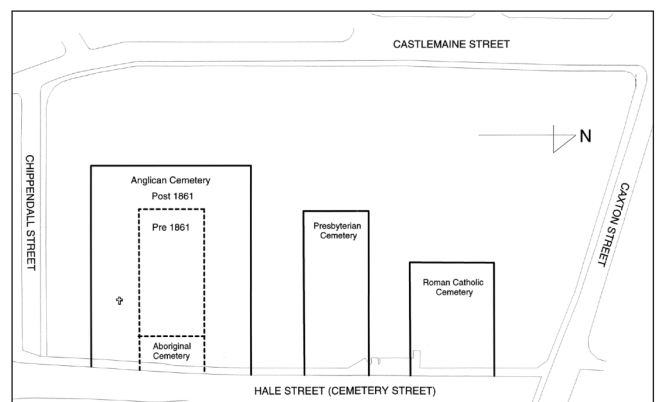 CASTLEMAINE STREET
N
CHIPPENDALL STREET
CAXTON STREET
Anglican Cemetery
Post 1861
Pre 1861
Aboriginal
Cemetery
Presbyterian
Cemetery
Roman Catholic
Cemetery
HALE STREET (CEMETERY STREET)